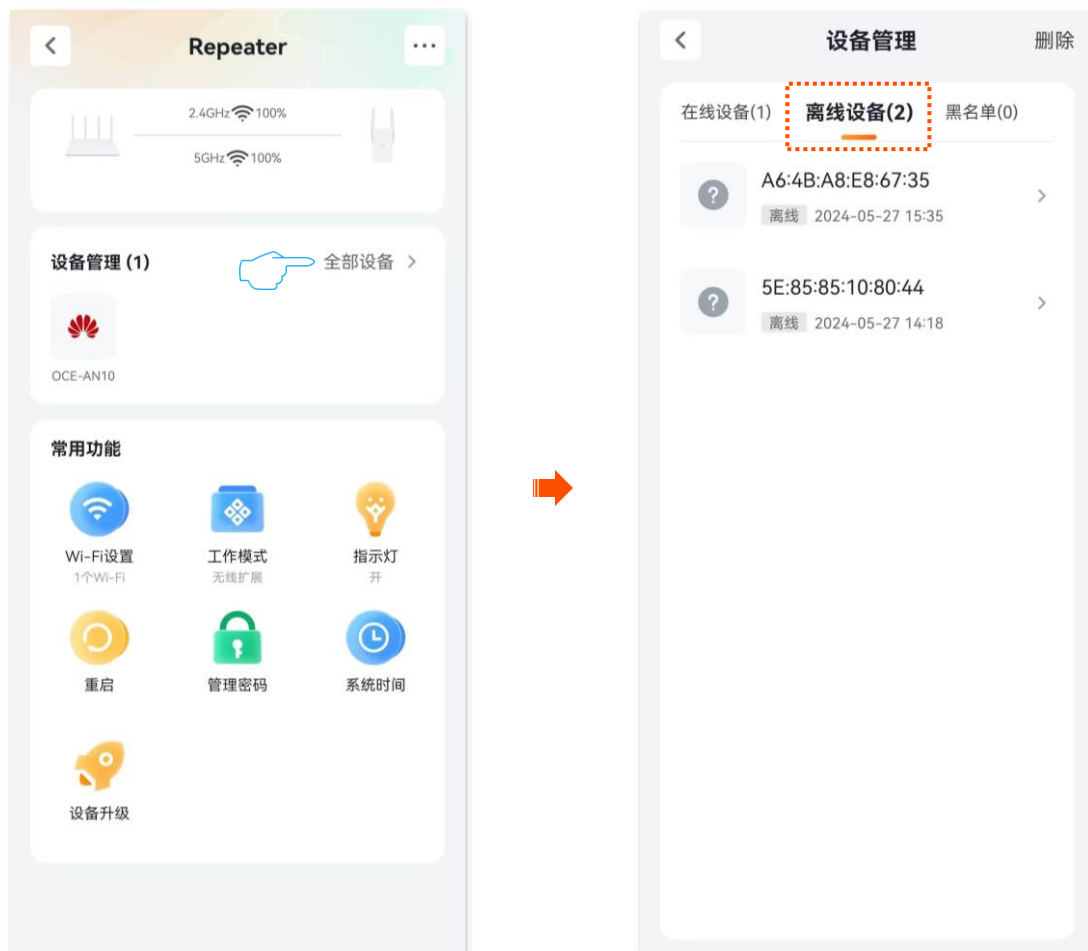 Repeater
2.4GHz 100%
5GHz 100%
设备管理 (1)
全部设备
OCE-AN10
常用功能
Wi-Fi设置
工作模式
指示灯
1个Wi-Fi
无线扩展
开
重启
管理密码
系统时间
设备升级
设备管理
删除
在线设备(1)
离线设备(2)
黑名单(0)
A6:4B:A8:E8:67:35
离线 2024-05-27 15:35
5E:85:85:10:80:44
离线 2024-05-27 14:18